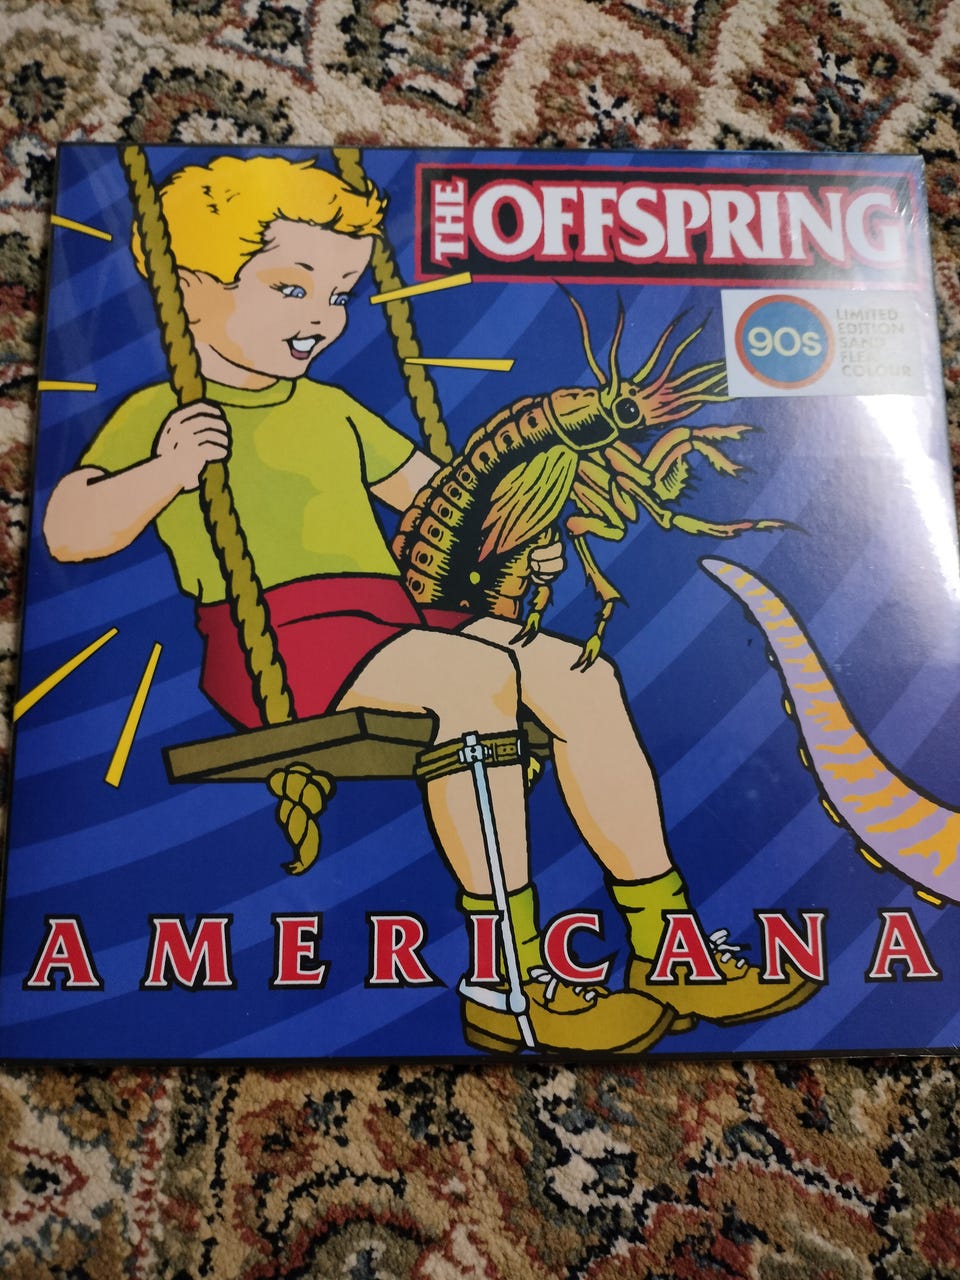 THE OFFSPRING
90s
LIMITED
EDITION
SAND
FLEA
COLOUR
AMERICANA